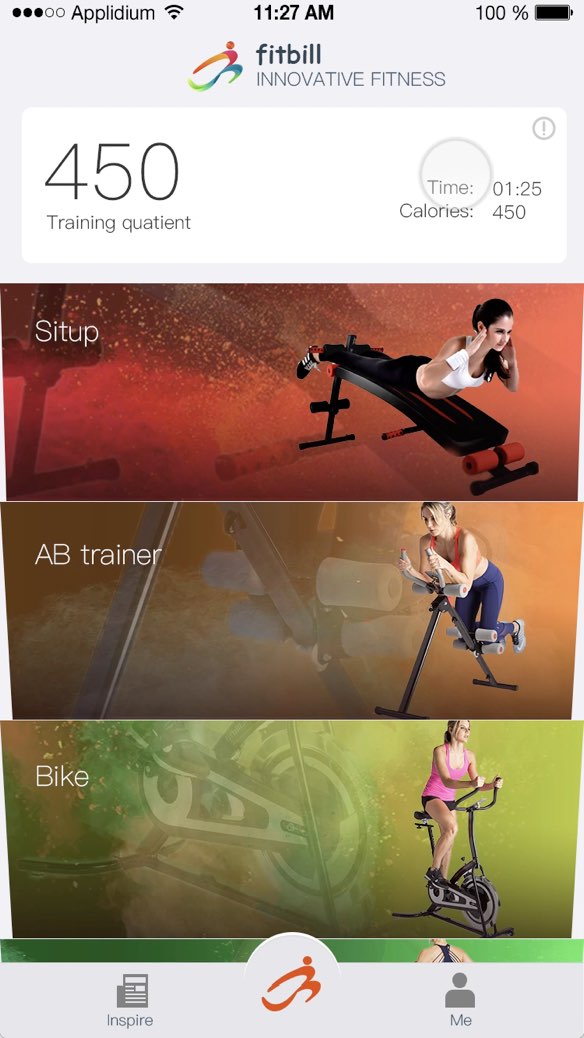 Applidium 11:27 AM 100 %
fitbill
INNOVATIVE FITNESS
450
Training quatient
Time: 01:25
Calories: 450
Situp
AB trainer
Bike
Inspire
Me